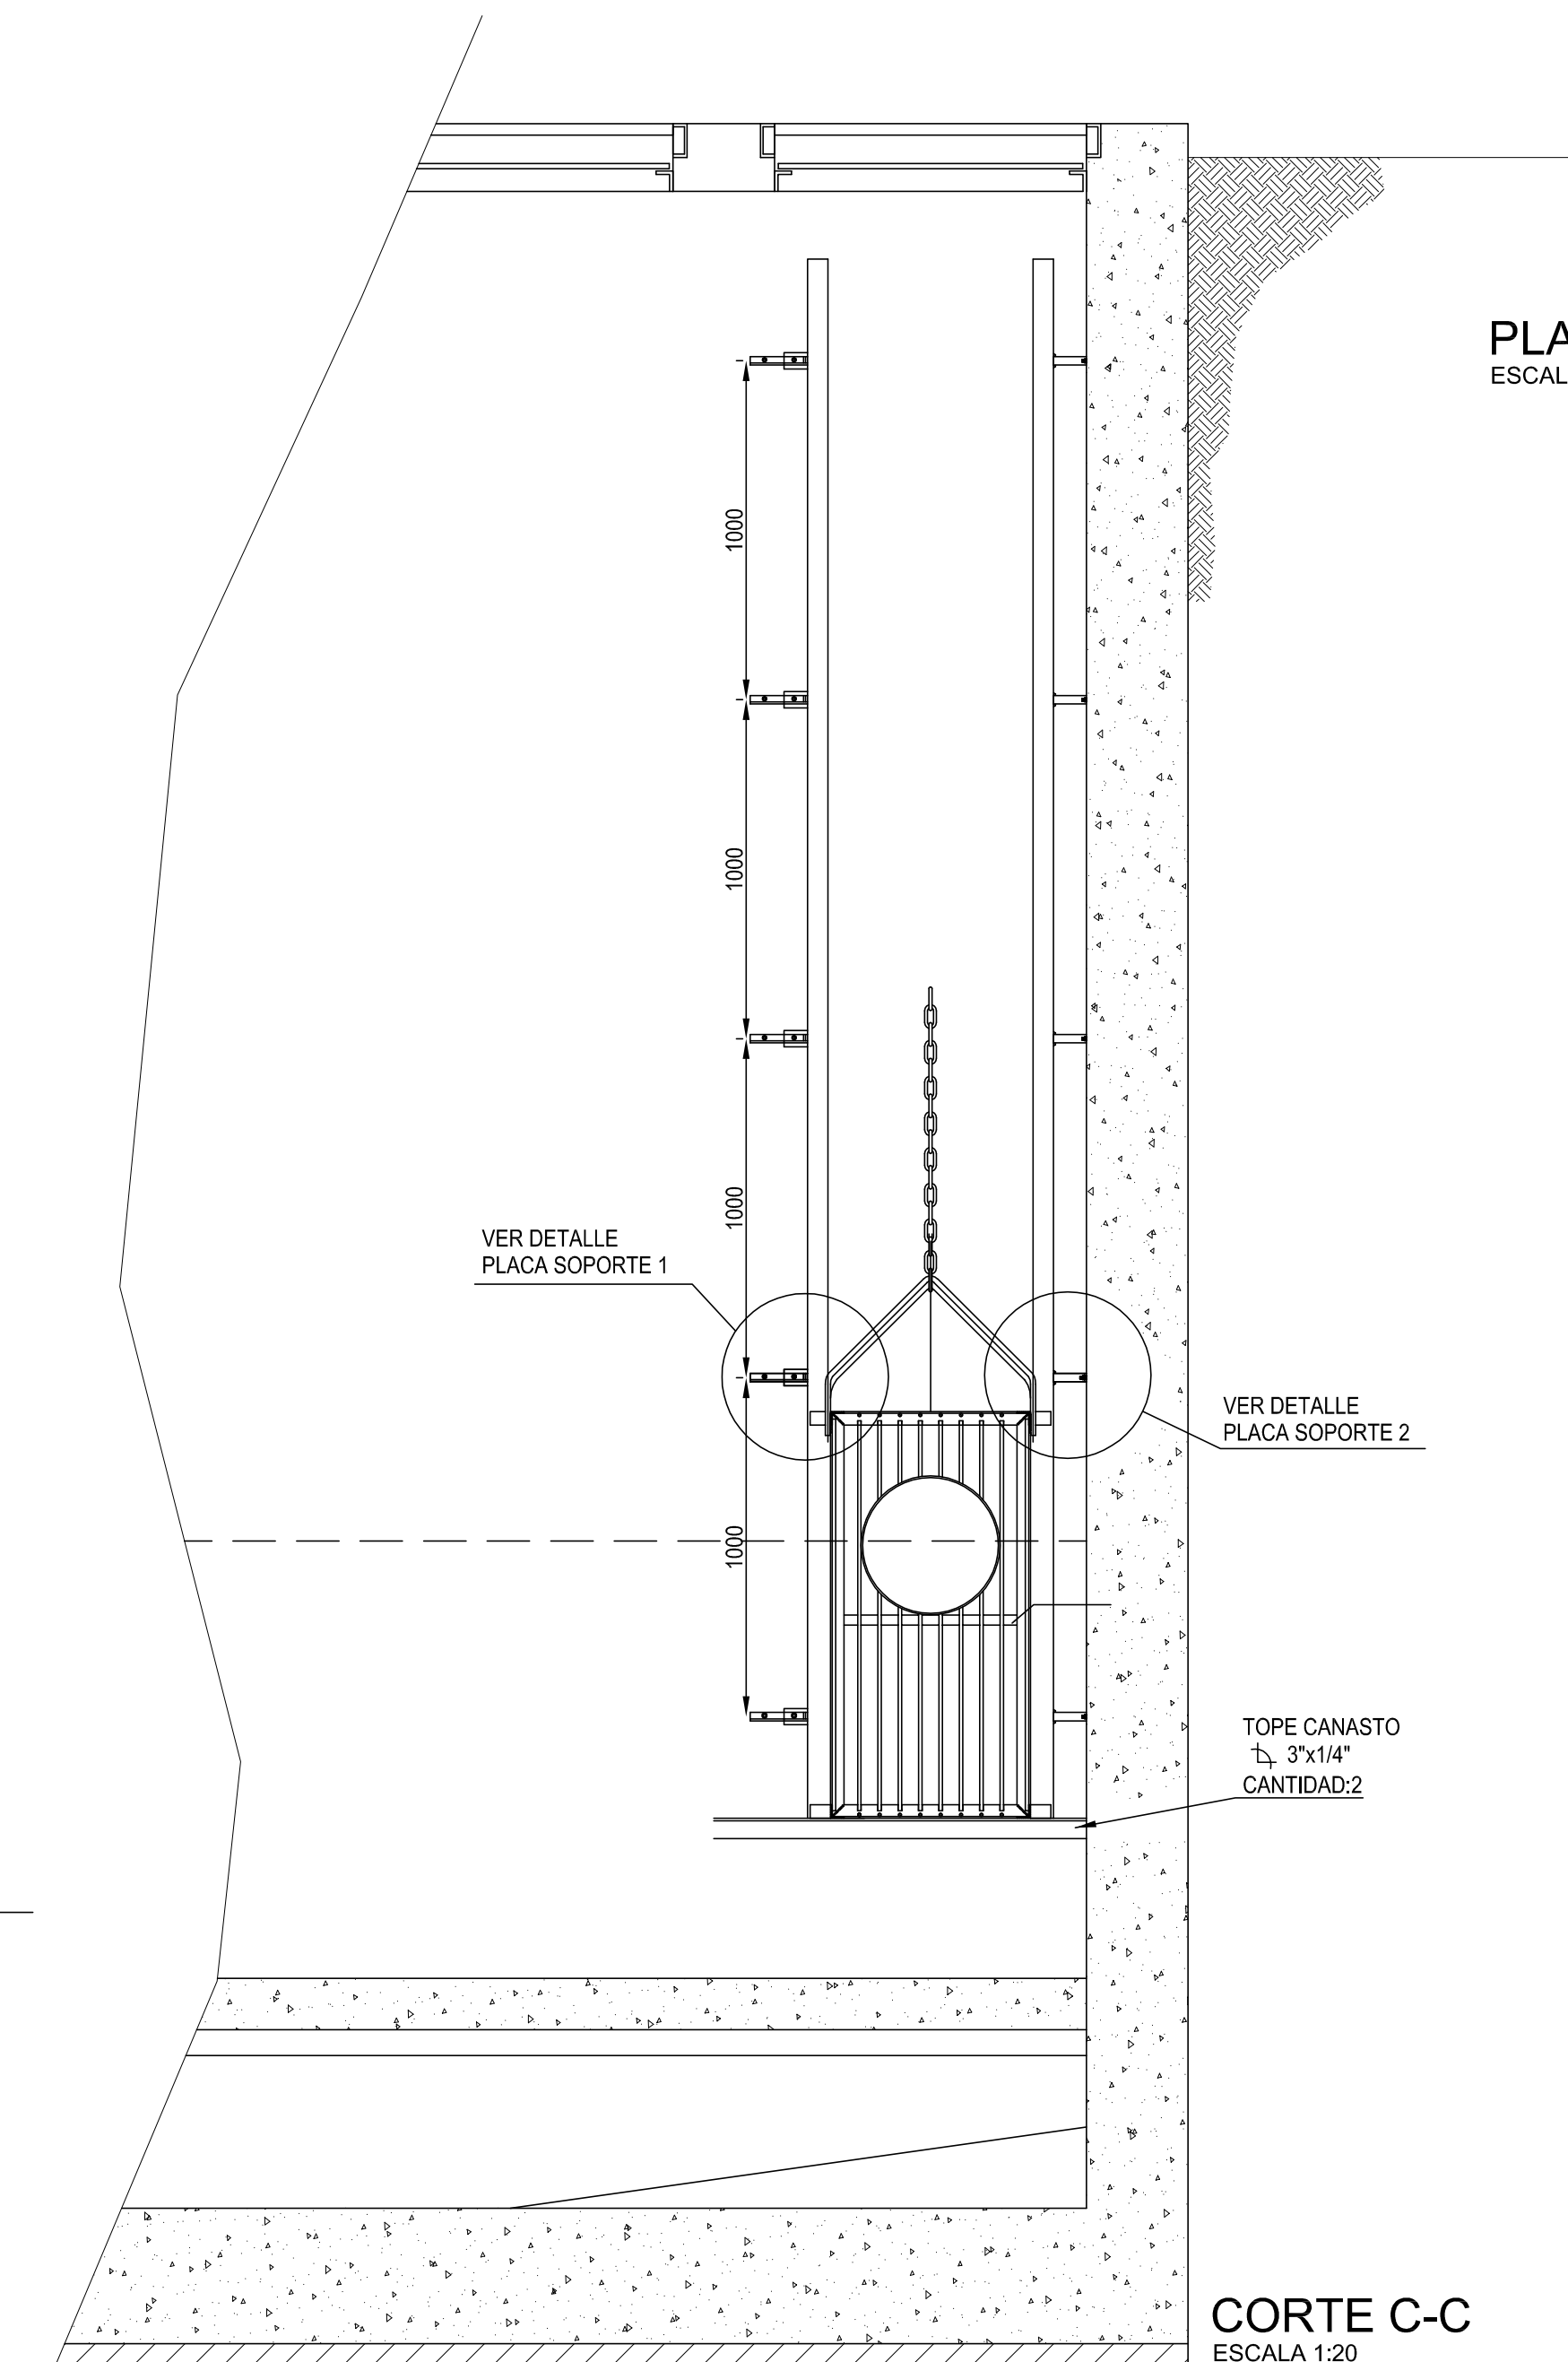 PLA
ESCAL
1000
1000
1000
VER DETALLE
PLACA SOPORTE 1
VER DETALLE
PLACA SOPORTE 2
1000
TOPE CANASTO
3"x1/4"
CANTIDAD:2
CORTE C-C
ESCALA 1:20